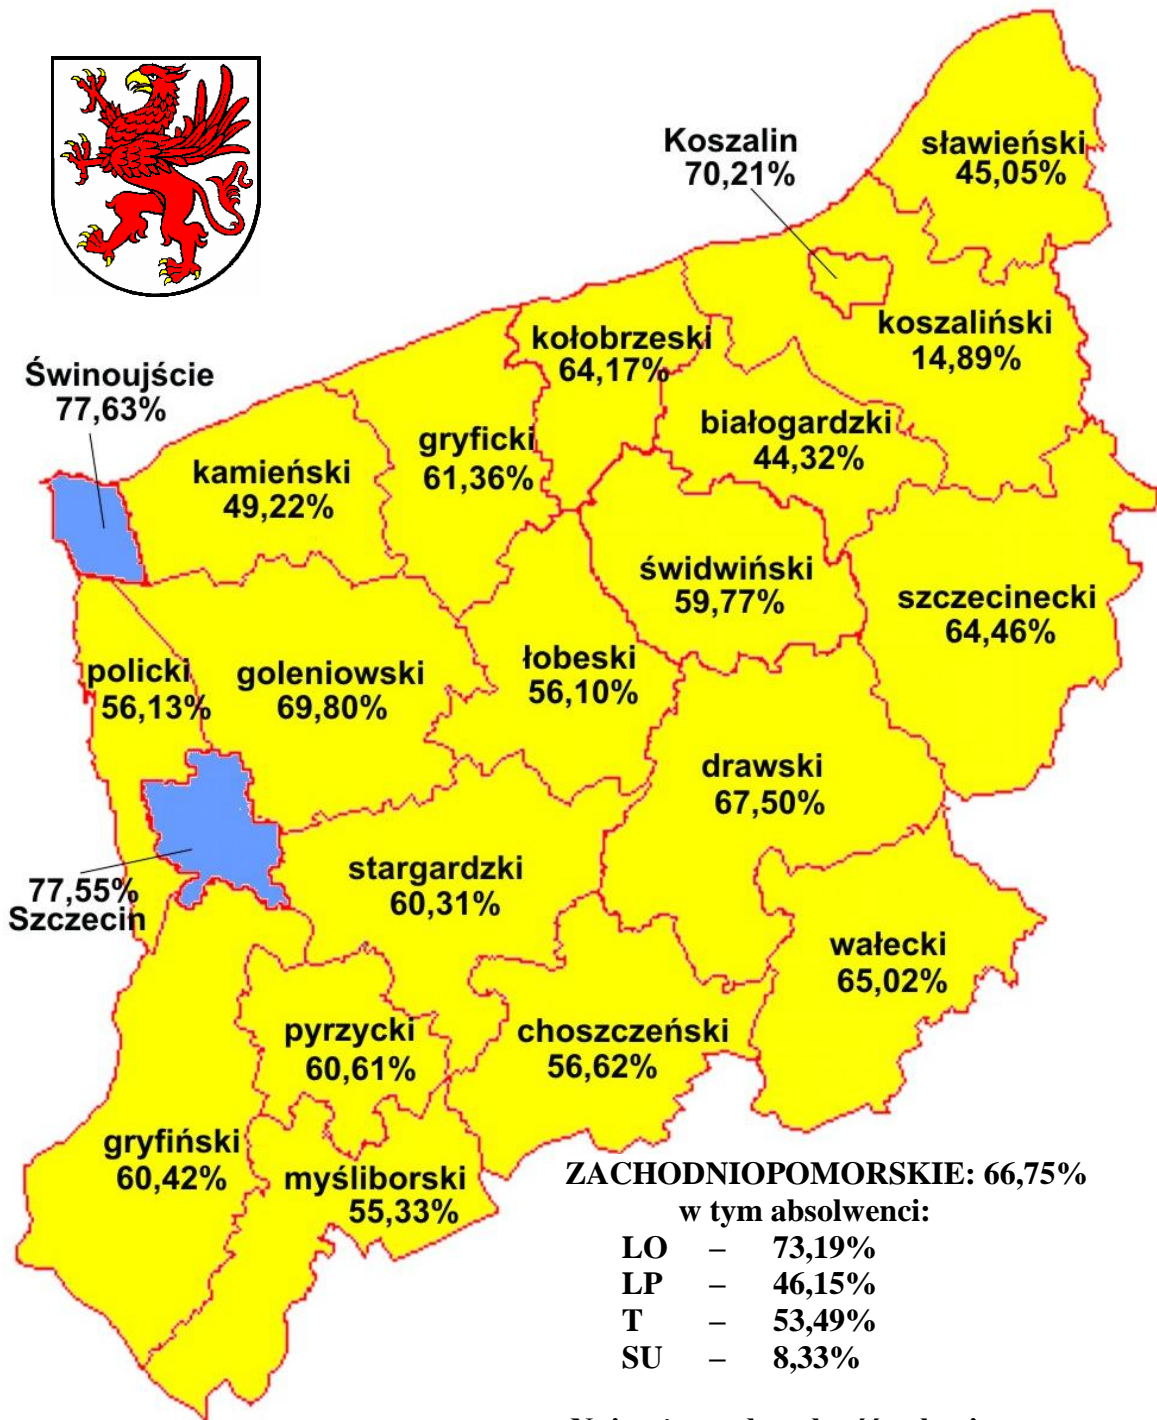 Koszalin
70,21%
sławieński
45,05%
kołobrzeski
64,17%
koszaliński
14,89%
Świnoujście
77,63%
gryficki
61,36%
białogardzki
44,32%
kamieński
49,22%
świdwiński
59,77%
szczecinecki
64,46%
policki
56,13%
goleniowski
69,80%
łobeski
56,10%
drawski
67,50%
77,55%
Szczecin
stargardzki
60,31%
wałecki
65,02%
pyrzycki
60,61%
choszczeński
56,62%
gryfiński
60,42%
myśliborski
55,33%
ZACHODNIOPOMORSKIE: 66,75%
w tym absolwenci:
LO – 73,19%
LP – 46,15%
T – 53,49%
SU – 8,33%